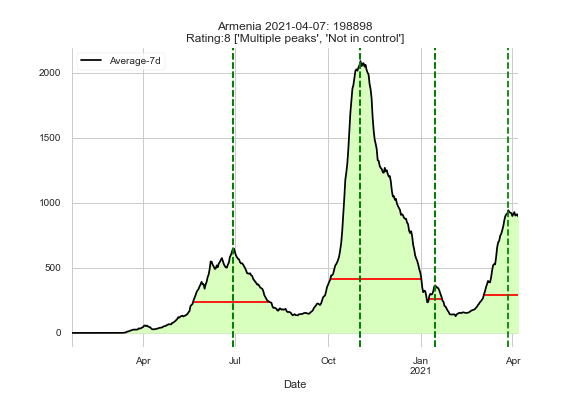 Armenia 2021-04-07: 198898
Rating:8 ['Multiple peaks', 'Not in control']
Average-7d
2000
1500
1000
500
0
Apr Jul Oct Jan Apr
2021
Date